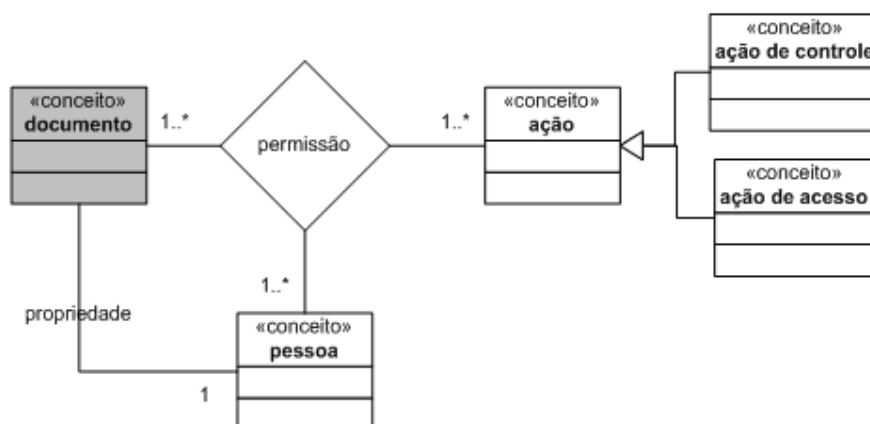 «conceito»
ação de controle
«conceito»
documento
1..*
permissão
1..*
«conceito»
ação
«conceito»
ação de acesso
1..*
propriedade
«conceito»
pessoa
1